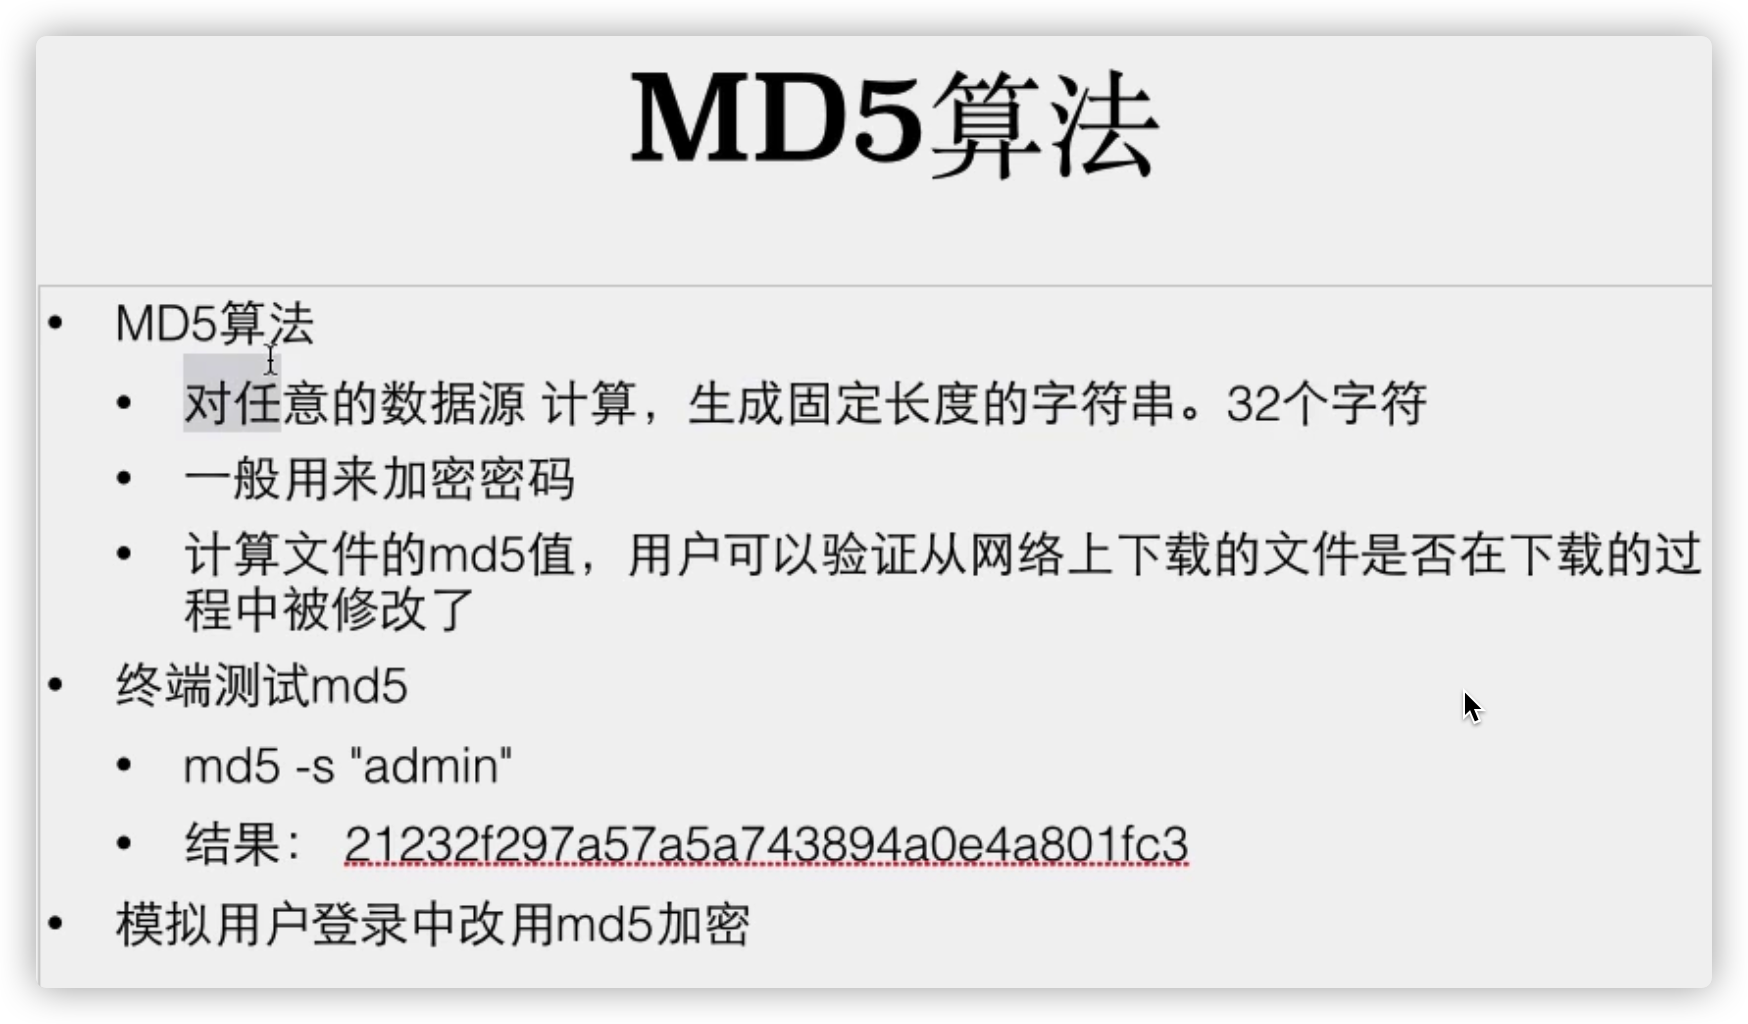 MD5算法
• MD5算法
• 对任意的数据源 计算，生成固定长度的字符串。32个字符
• 一般用来加密密码
• 计算文件的md5值，用户可以验证从网络上下载的文件是否在下载的过
程中被修改了
• 终端测试md5
• md5 -s "admin"
• 结果： 21232f297a57a5a743894a0e4a801fc3
• 模拟用户登录中改用md5加密